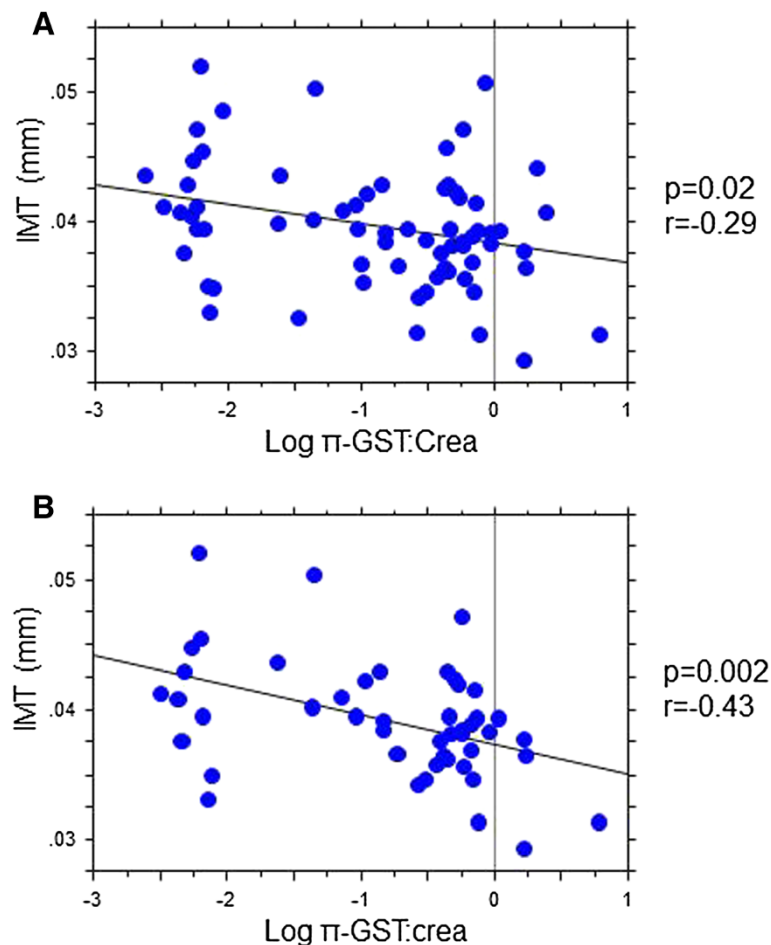 A
IMT (mm)
.05
.04
.03
-3 -2 -1 0 1
Log π-GST:Crea
p=0.02
r=-0.29
B
IMT (mm)
.05
.04
.03
-3 -2 -1 0 1
Log π-GST:crea
p=0.002
r=-0.43